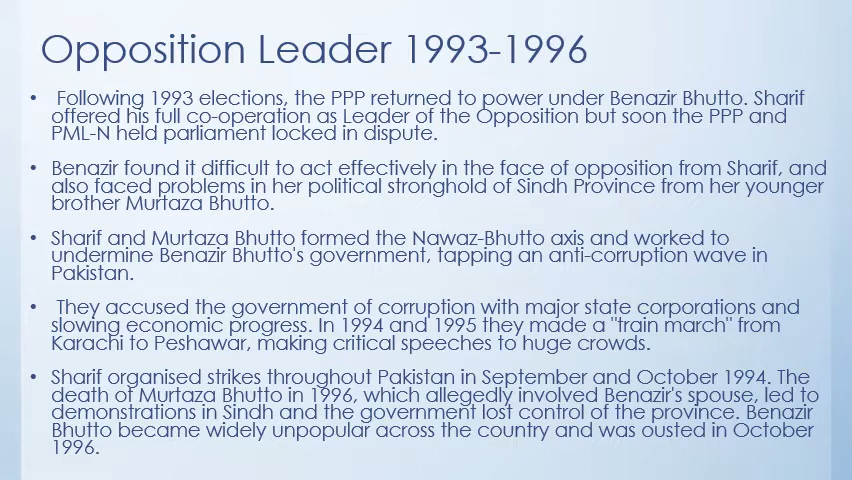 Opposition Leader 1993-1996
• Following 1993 elections, the PPP returned to power under Benazir Bhutto. Sharif
offered his full co-operation as Leader of the Opposition but soon the PPP and
PML-N held parliament locked in dispute.
• Benazir found it difficult to act effectively in the face of opposition from Sharif, and
also faced problems in her political stronghold of Sindh Province from her younger
brother Murtaza Bhutto.
• Sharif and Murtaza Bhutto formed the Nawaz-Bhutto axis and worked to
undermine Benazir Bhutto's government, tapping an anti-corruption wave in
Pakistan.
• They accused the government of corruption with major state corporations and
slowing economic progress. In 1994 and 1995 they made a "train march" from
Karachi to Peshawar, making critical speeches to huge crowds.
• Sharif organised strikes throughout Pakistan in September and October 1994. The
death of Murtaza Bhutto in 1996, which allegedly involved Benazir's spouse, led to
demonstrations in Sindh and the government lost control of the province. Benazir
Bhutto became widely unpopular across the country and was ousted in October
1996.